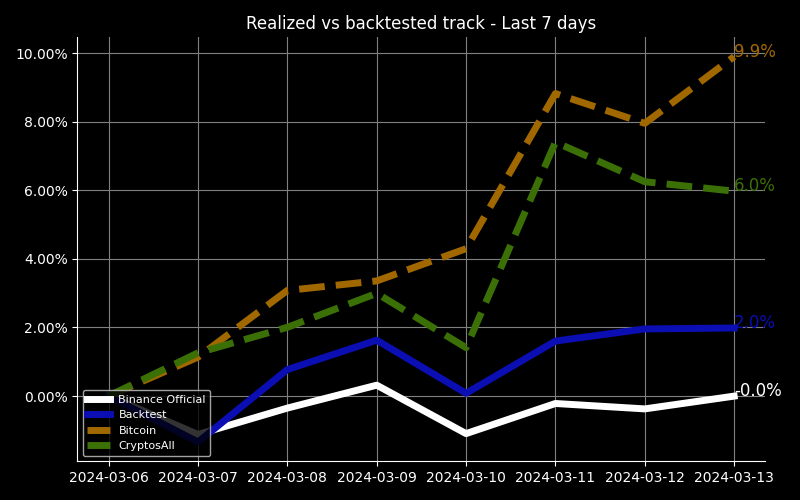 Realized vs backtested track - Last 7 days
10.00%
8.00%
6.00%
4.00%
2.00%
0.00%
9.9%
6.0%
2.0%
-0.0%
Binance Official
Backtest
Bitcoin
CryptosAll
2024-03-06 2024-03-07 2024-03-08 2024-03-09 2024-03-10 2024-03-11 2024-03-12 2024-03-13